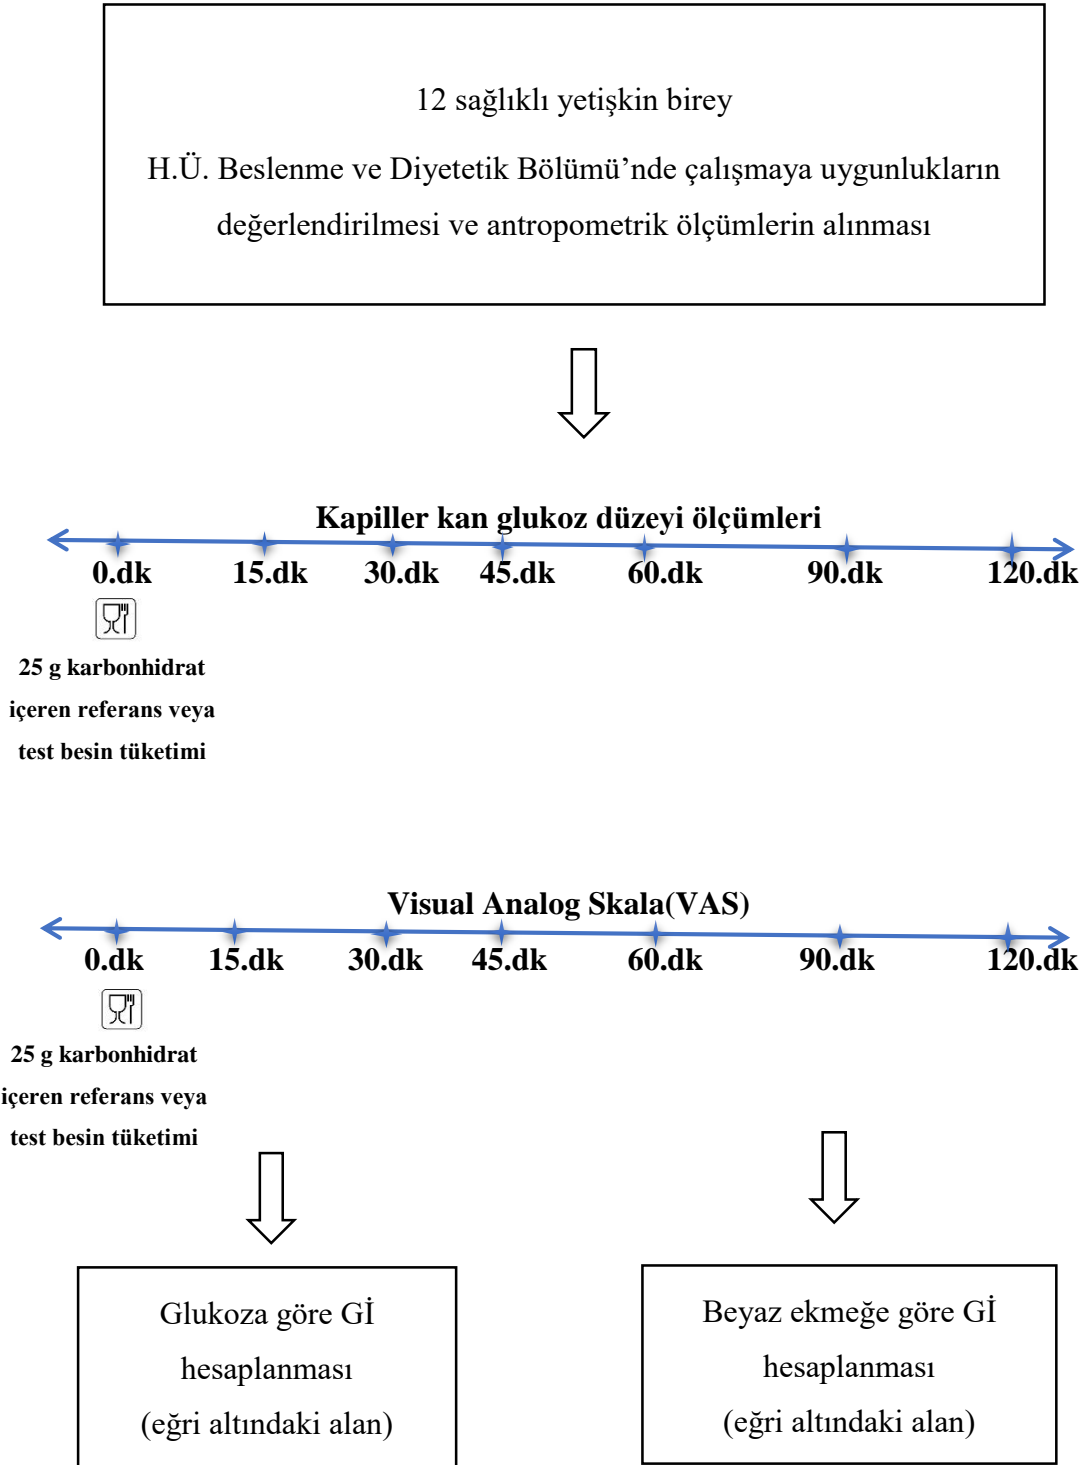 12 sağlıklı yetişkin birey
H.Ü. Beslenme ve Diyetetik Bölümü’nde çalışmaya uygunlukların
değerlendirilmesi ve antropometrik ölçümlerin alınması
Kapiller kan glukoz düzeyi ölçümleri
0.dk 15.dk 30.dk 45.dk 60.dk 90.dk 120.dk
25 g karbonhidrat
içeren referans veya
test besin tüketimi
Visual Analog Skala(VAS)
0.dk 15.dk 30.dk 45.dk 60.dk 90.dk 120.dk
25 g karbonhidrat
içeren referans veya
test besin tüketimi
Glukoza göre Gİ
hesaplanması
(eğri altındaki alan)
Beyaz ekmeğe göre Gİ
hesaplanması
(eğri altındaki alan)